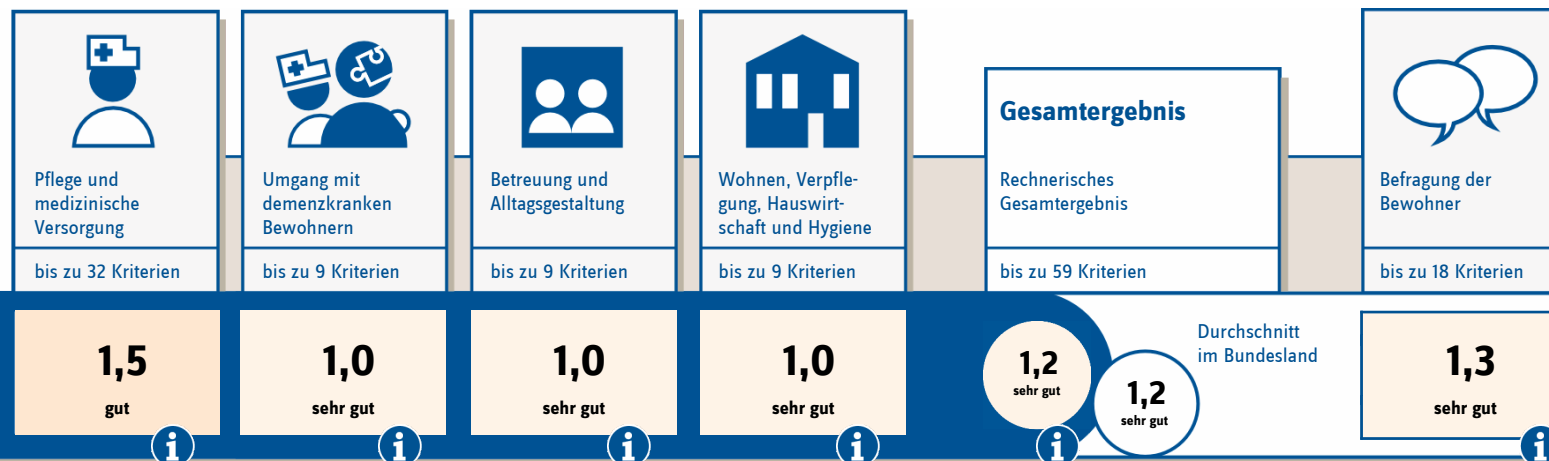 Pflege und
medizinische
Versorgung
bis zu 32 Kriterien
1,5
gut
Umgang mit
demenzkranken
Bewohnern
bis zu 9 Kriterien
1,0
sehr gut
Betreuung und
Alltagsgestaltung
bis zu 9 Kriterien
1,0
sehr gut
Wohnen, Verpfle-
gung, Hauswirt-
schaft und Hygiene
bis zu 9 Kriterien
1,0
sehr gut
Gesamtergebnis
Rechnerisches
Gesamtergebnis
bis zu 59 Kriterien
1,2
sehr gut
Durchschnitt
im Bundesland
1,2
sehr gut
Befragung der
Bewohner
bis zu 18 Kriterien
1,3
sehr gut